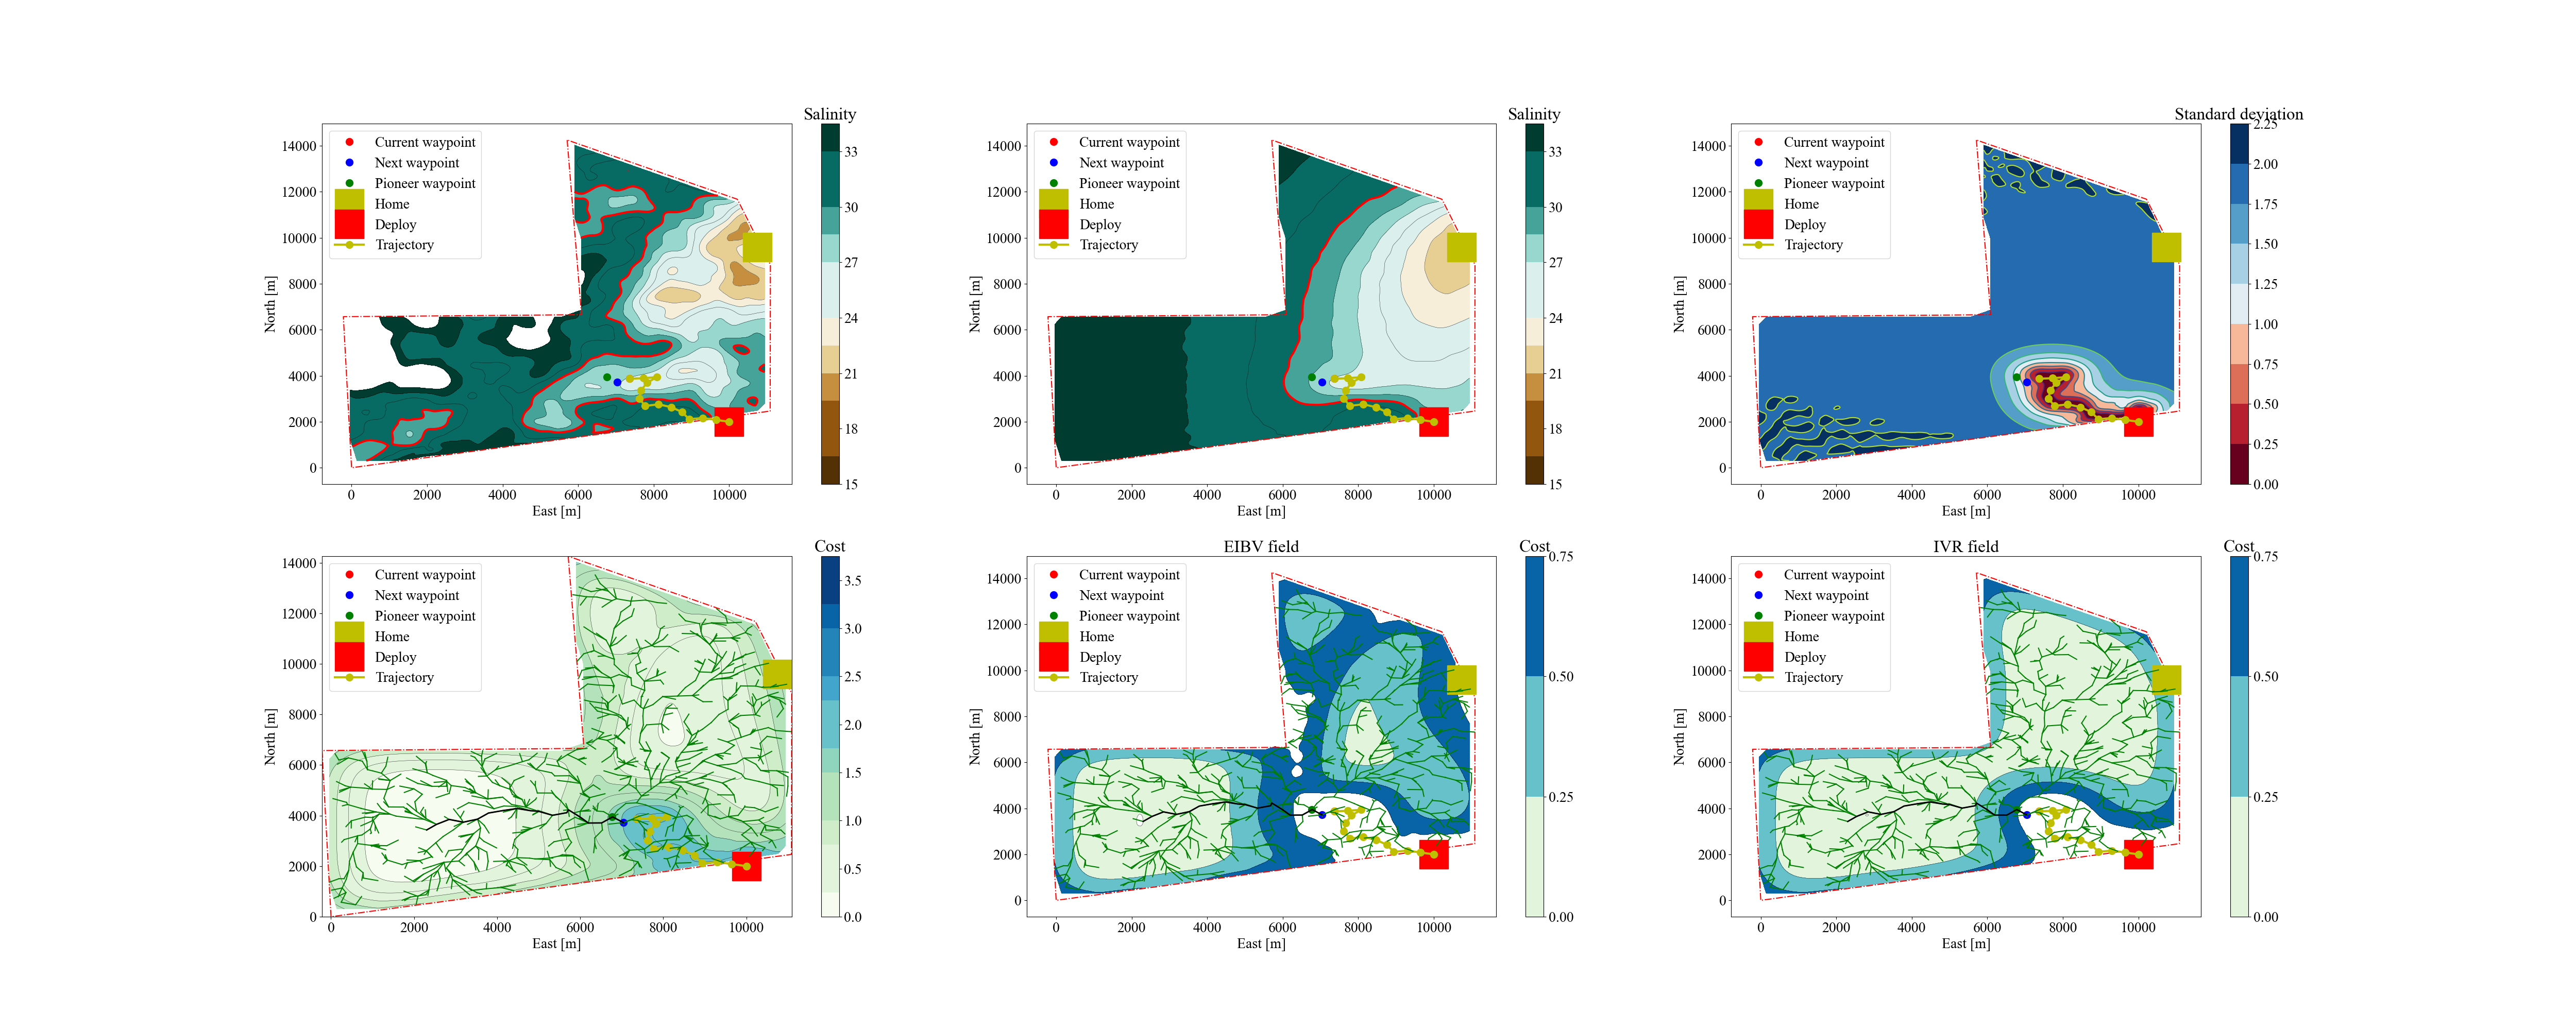 Salinity
Current waypoint
Next waypoint
Pioneer waypoint
Home
Deploy
Trajectory
14000
12000
10000
8000
6000
4000
2000
0
North [m]
0 2000 4000 6000 8000 10000
East [m]
33
30
27
24
21
18
15
Salinity
Current waypoint
Next waypoint
Pioneer waypoint
Home
Deploy
Trajectory
14000
12000
10000
8000
6000
4000
2000
0
North [m]
0 2000 4000 6000 8000 10000
East [m]
33
30
27
24
21
18
15
Standard deviation
Current waypoint
Next waypoint
Pioneer waypoint
Home
Deploy
Trajectory
14000
12000
10000
8000
6000
4000
2000
0
North [m]
0 2000 4000 6000 8000 10000
East [m]
2.25
2.00
1.75
1.50
1.25
1.00
0.75
0.50
0.25
0.00
Cost
Current waypoint
Next waypoint
Pioneer waypoint
Home
Deploy
Trajectory
14000
12000
10000
8000
6000
4000
2000
0
North [m]
0 2000 4000 6000 8000 10000
East [m]
3.5
3.0
2.5
2.0
1.5
1.0
0.5
0.0
EIBV field
Cost
Current waypoint
Next waypoint
Pioneer waypoint
Home
Deploy
Trajectory
14000
12000
10000
8000
6000
4000
2000
0
North [m]
0 2000 4000 6000 8000 10000
East [m]
0.75
0.50
0.25
0.00
IVR field
Cost
Current waypoint
Next waypoint
Pioneer waypoint
Home
Deploy
Trajectory
14000
12000
10000
8000
6000
4000
2000
0
North [m]
0 2000 4000 6000 8000 10000
East [m]
0.75
0.50
0.25
0.00